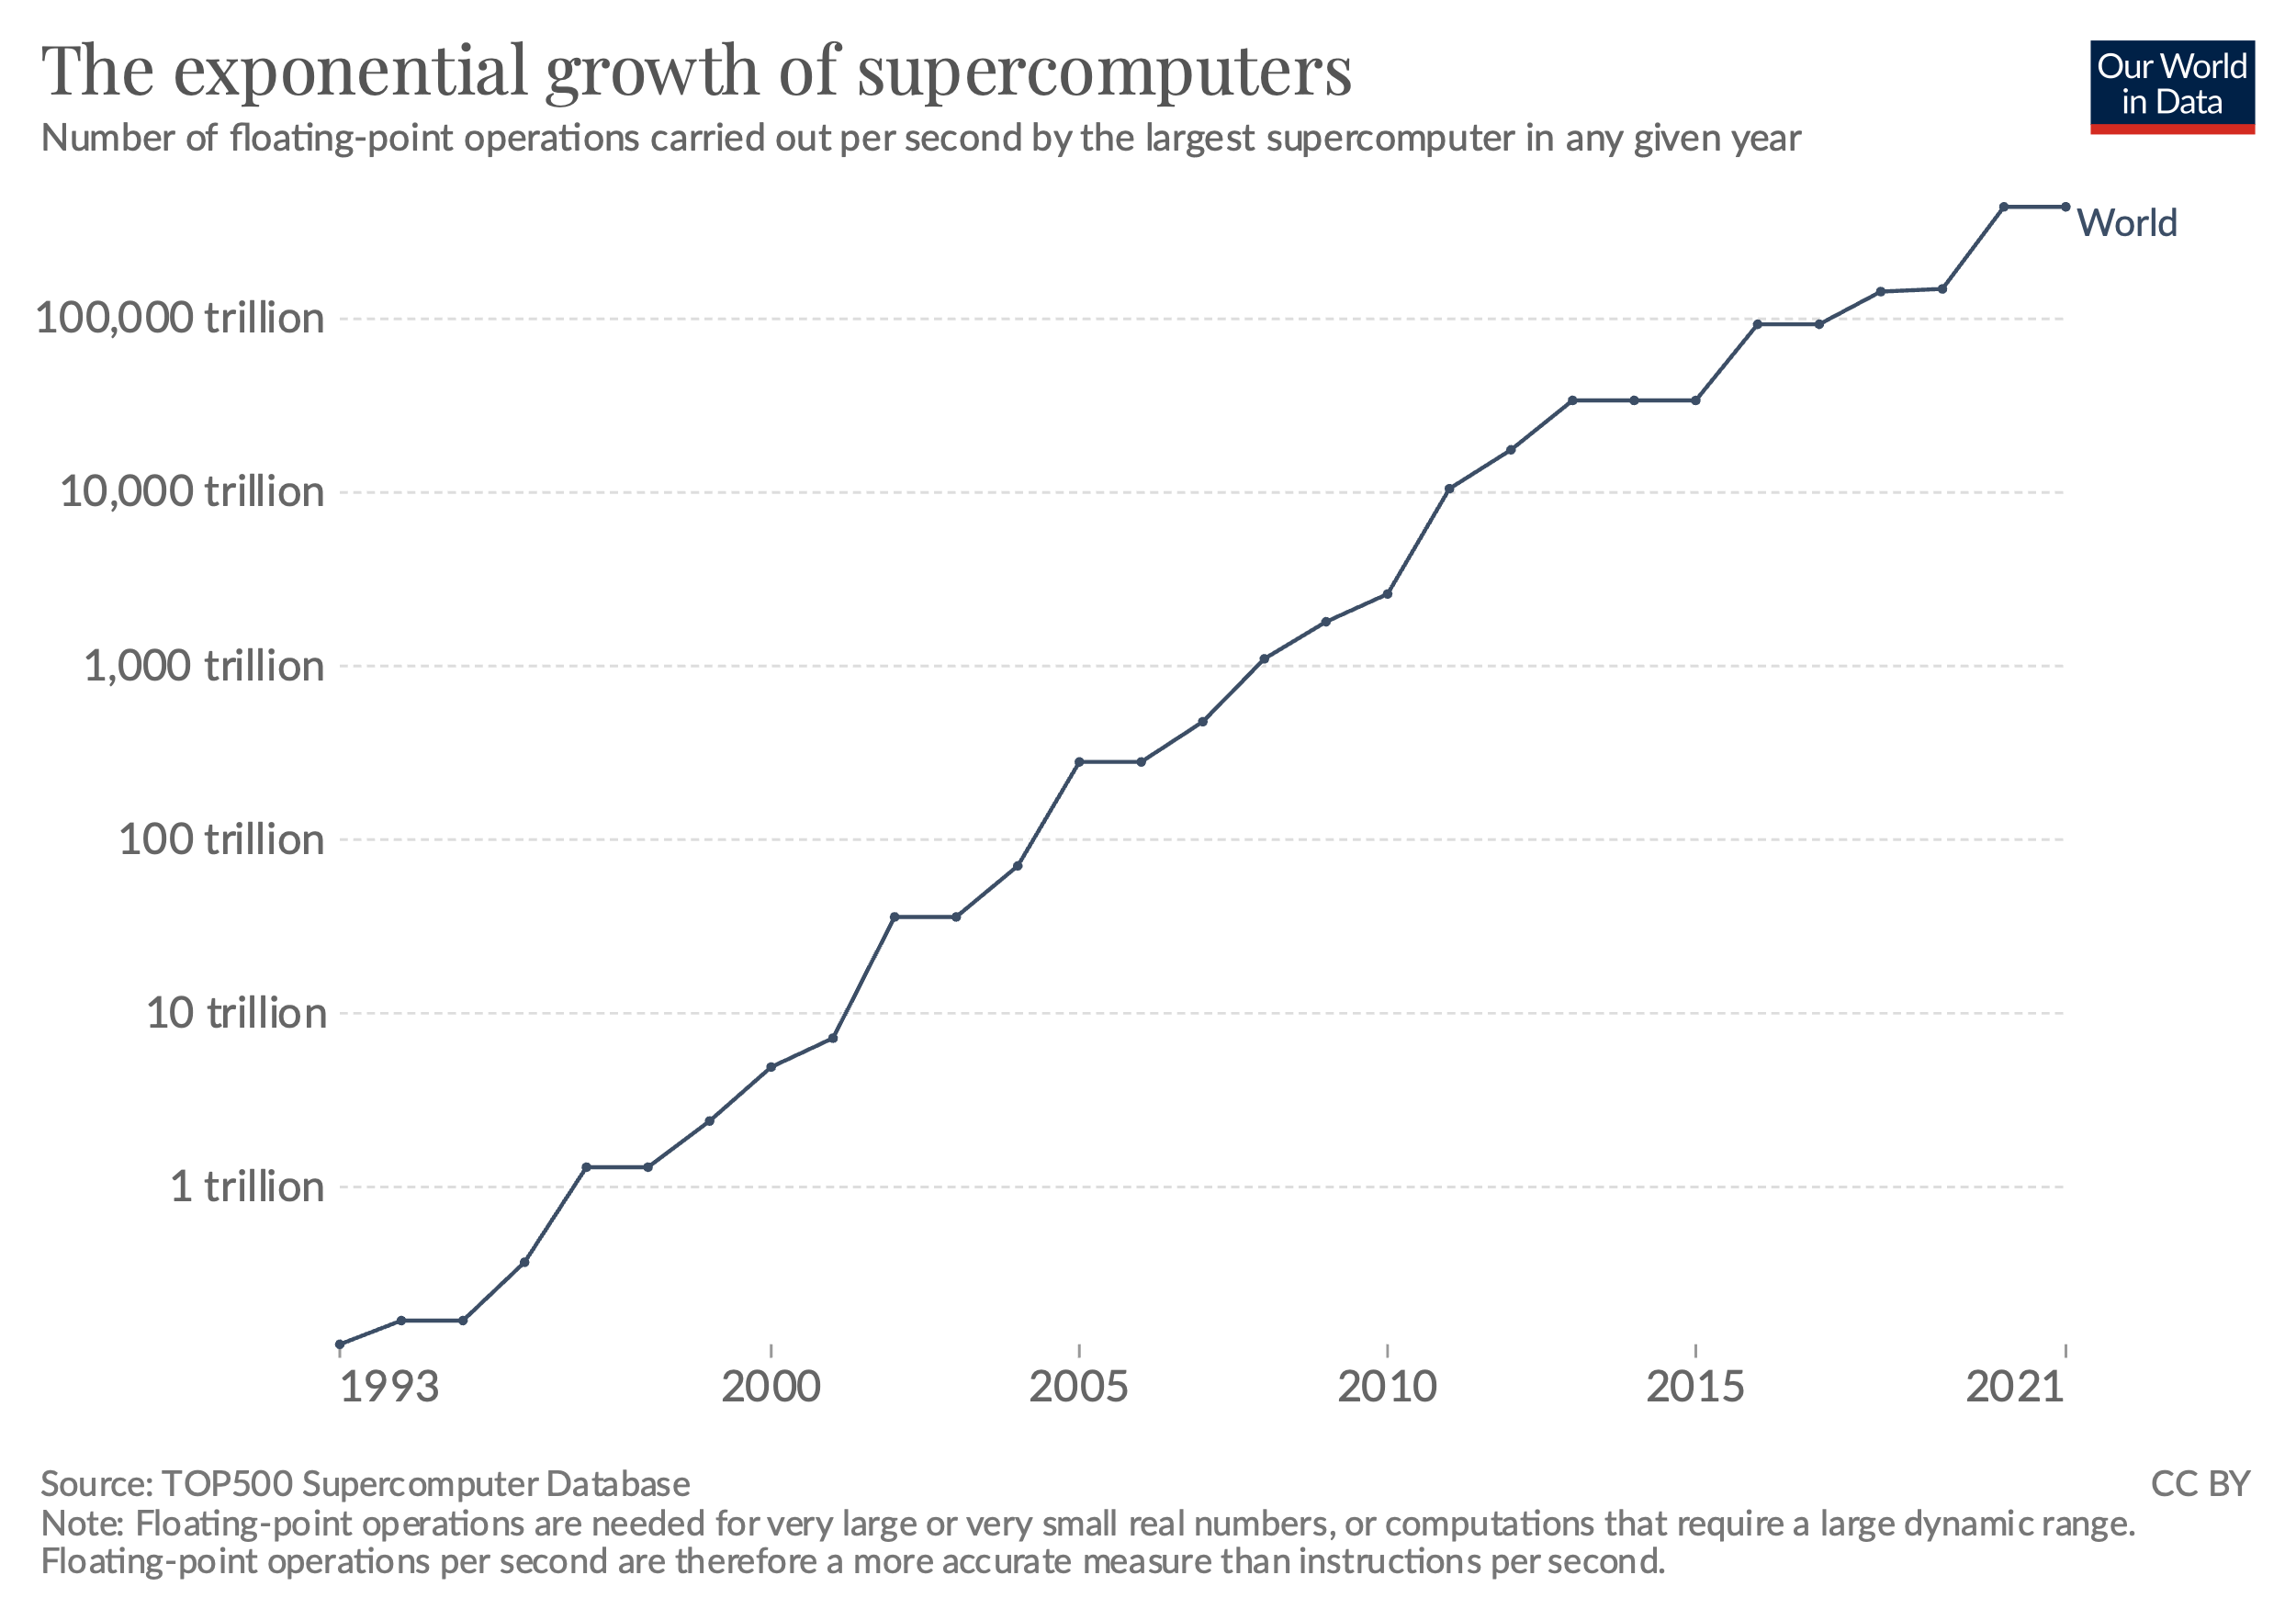 The exponential growth of supercomputers
Number of floating-point operations carried out per second by the largest supercomputer in any given year
Our World
in Data
World
100,000 trillion
10,000 trillion
1,000 trillion
100 trillion
10 trillion
1 trillion
1993
2000
2005
2010
2015
2021
Source: TOP500 Supercomputer Database
CC BY
Note: Floating-point operations are needed for very large or very small real numbers, or computations that require a large dynamic range.
Floating-point operations per second are therefore a more accurate measure than instructions per second.